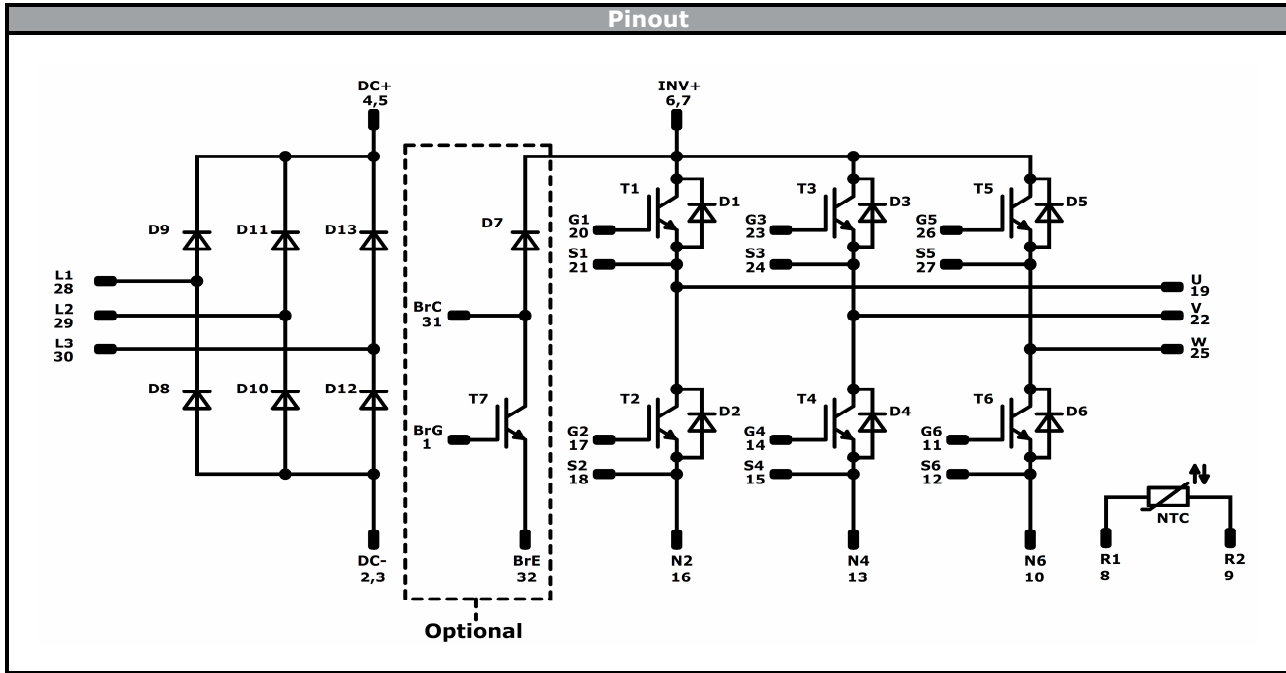 Pinout
DC+
4,5
INV+
6,7
D9
D11
D13
D7
T1
D1
T3
D3
T5
D5
G1
20
G3
23
G5
26
S1
21
S3
24
S5
27
L1
28
L2
29
L3
30
BrC
31
U
19
V
22
W
25
D8
D10
D12
T7
T2
D2
T4
D4
T6
D6
BrG
1
G2
17
G4
14
G6
11
S2
18
S4
15
S6
12
NTC
DC-
2,3
BrE
32
N2
16
N4
13
N6
10
R1
8
R2
9
Optional